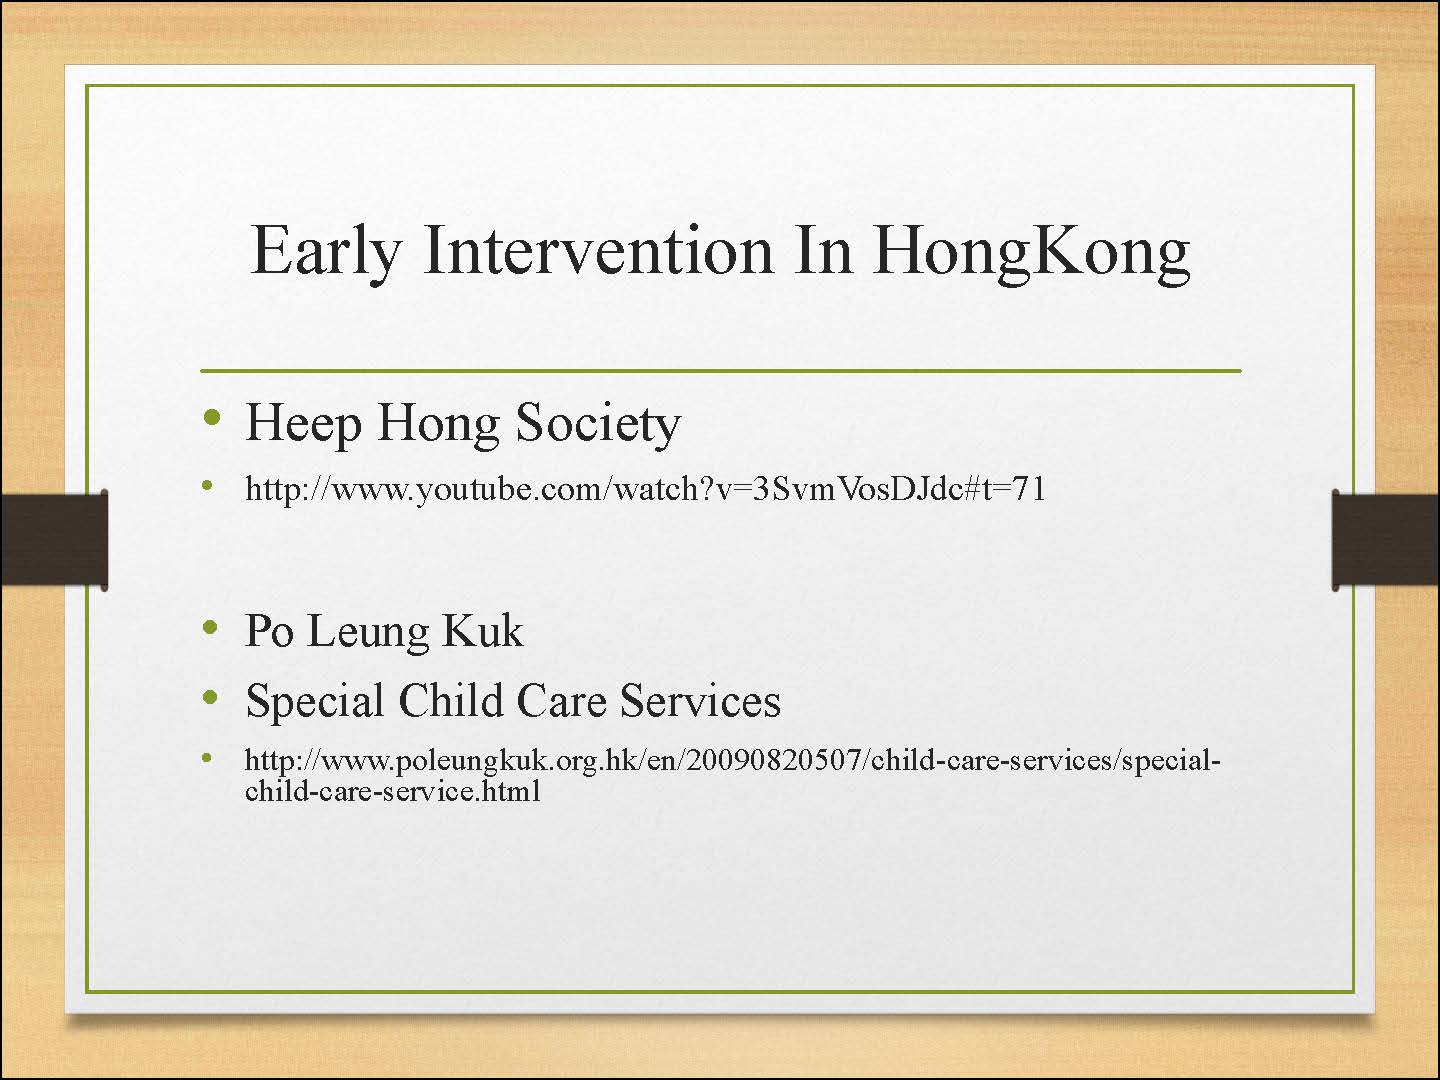 Early Intervention In HongKong
• Heep Hong Society
• http://www.youtube.com/watch?v=3SvmVosDJdc#t=71
• Po Leung Kuk
• Special Child Care Services
• http://www.poleungkuk.org.hk/en/20090820507/child-care-services/special-
child-care-service.html